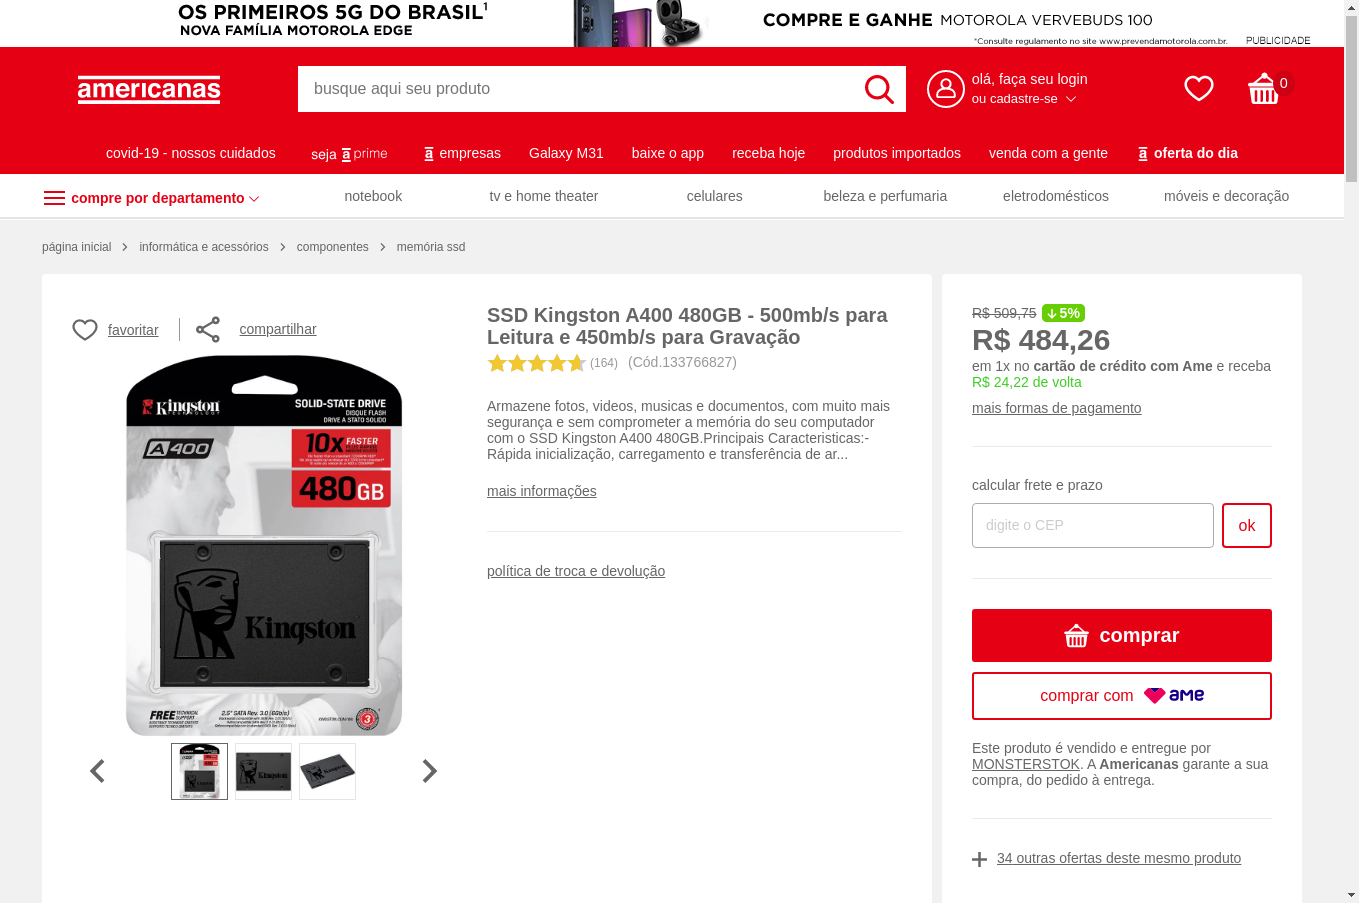 OS PRIMEIROS 5G DO BRASIL¹
NOVA FAMÍLIA MOTOROLA EDGE
COMPRE E GANHE MOTOROLA VERVEBUDS 100
*Consulte regulamento no site www.prevendamotorola.com.br.
PUBLICIDADE
americanas
busque aqui seu produto
olá, faça seu login
ou cadastre-se
0
covid-19 - nossos cuidados
seja a prime
a empresas
Galaxy M31
baixe o app
receba hoje
produtos importados
venda com a gente
a oferta do dia
compre por departamento
notebook
tv e home theater
celulares
beleza e perfumaria
eletrodomésticos
móveis e decoração
página inicial
informática e acessórios
componentes
memória ssd
favoritar
compartilhar
Kingston
TECHNOLOGY
SOLID-STATE DRIVE
DISQUE FLASH
DRIVE A STATO SOLIDO
A400
10x FASTER
480GB
Kingston
FREE TECHNICAL SUPPORT
2.5" SATA Rev. 3.0 (6Gb/s)
3
SSD Kingston A400 480GB - 500mb/s para
Leitura e 450mb/s para Gravação
(164) (Cód.133766827)
Armazene fotos, videos, musicas e documentos, com muito mais
segurança e sem comprometer a memória do seu computador
com o SSD Kingston A400 480GB.Principais Caracteristicas:-
Rápida inicialização, carregamento e transferência de ar...
mais informações
política de troca e devolução
R$ 509,75 5%
R$ 484,26
em 1x no cartão de crédito com Ame e receba
R$ 24,22 de volta
mais formas de pagamento
calcular frete e prazo
digite o CEP
ok
comprar
comprar com ame
Este produto é vendido e entregue por
MONSTERSTOK. A Americanas garante a sua
compra, do pedido à entrega.
34 outras ofertas deste mesmo produto